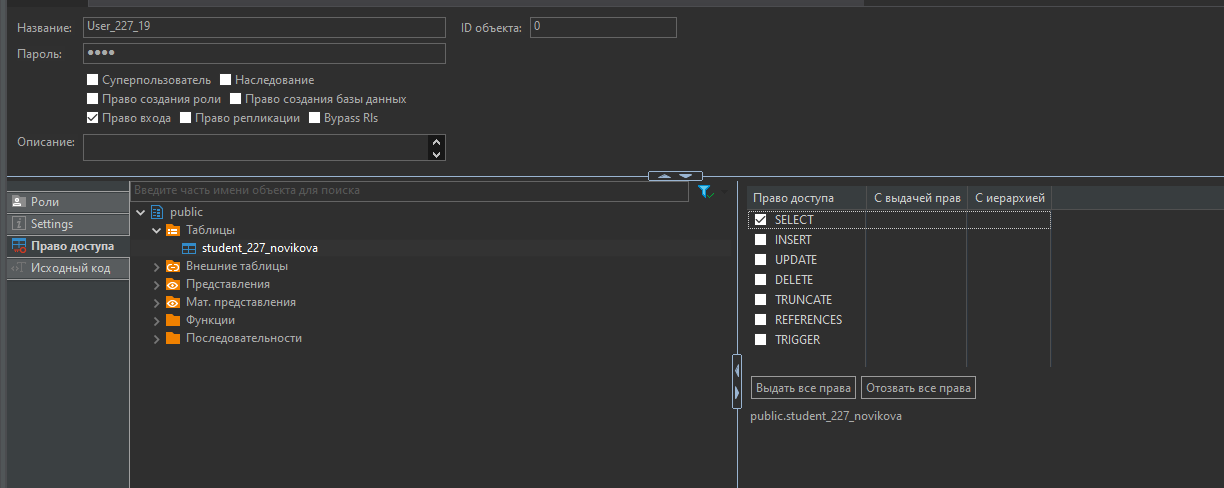 Название: User_227_19 ID объекта: 0
Пароль: ●●●●
Суперпользователь Наследование
Право создания роли Право создания базы данных
Право входа Право репликации Bypass Rls
Описание:
Роли
Settings
Право доступа
Исходный код
Введите часть имени объекта для поиска
public
Таблицы
student_227_novikova
Внешние таблицы
Представления
Мат. представления
Функции
Последовательности
Право доступа С выдачей прав С иерархией
SELECT
INSERT
UPDATE
DELETE
TRUNCATE
REFERENCES
TRIGGER
Выдать все права Отозвать все права
public.student_227_novikova